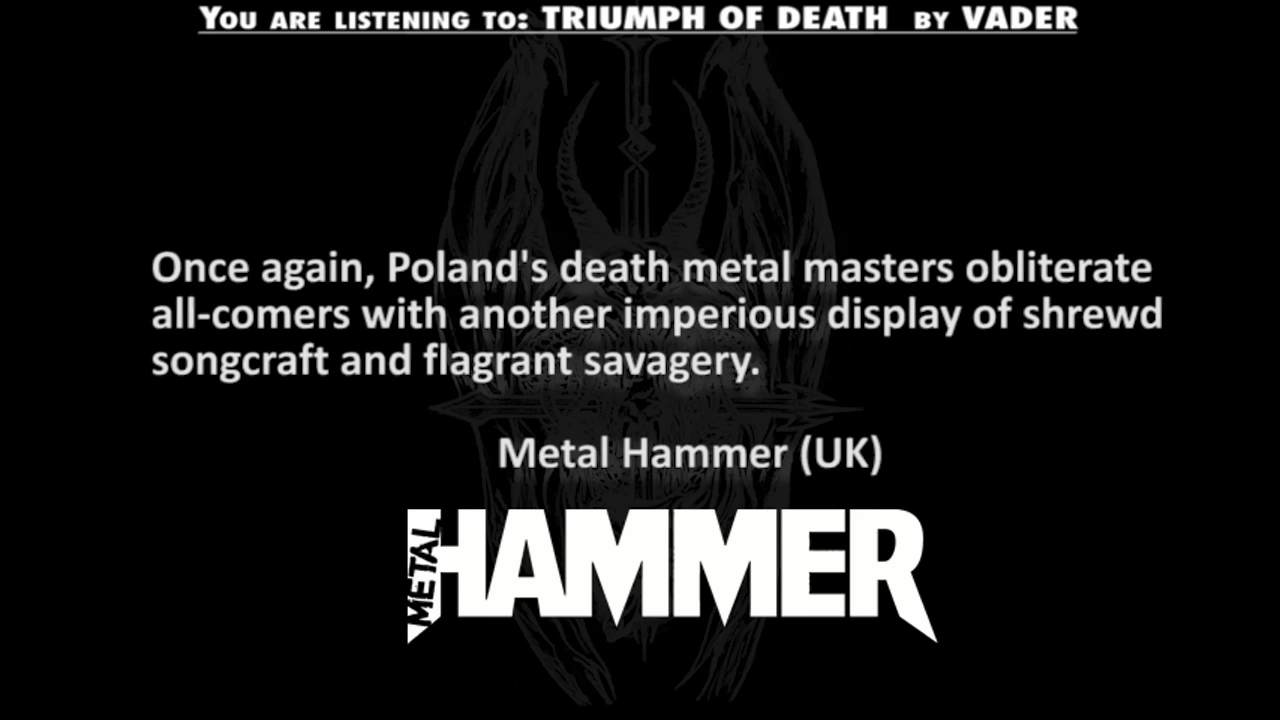 You are listening to: TRIUMPH OF DEATH by VADER
Once again, Poland's death metal masters obliterate
all-comers with another imperious display of shrewd
songcraft and flagrant savagery.
Metal Hammer (UK)
METAL HAMMER